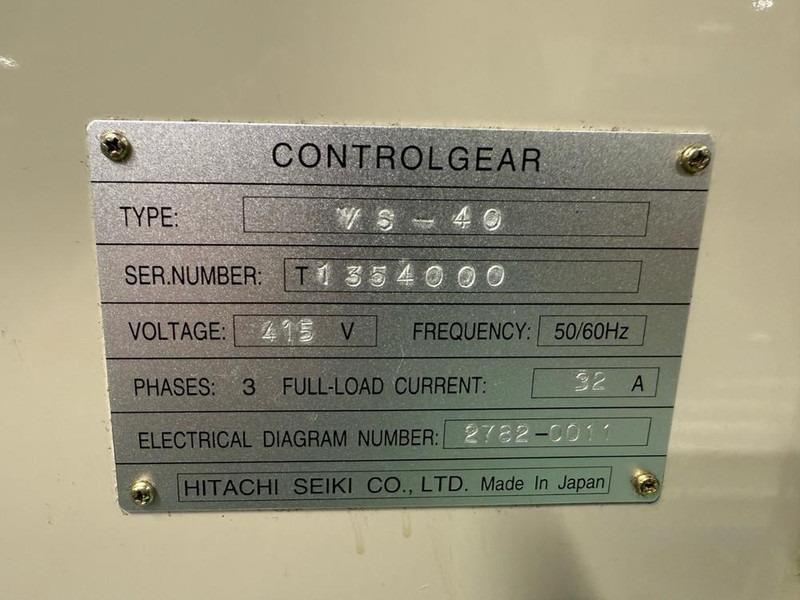 CONTROLGEAR
TYPE: VS-40
SER.NUMBER: T1354000
VOLTAGE: 415 V FREQUENCY: 50/60Hz
PHASES: 3 FULL-LOAD CURRENT: 32 A
ELECTRICAL DIAGRAM NUMBER: 2782-0011
HITACHI SEIKI CO., LTD. Made In Japan